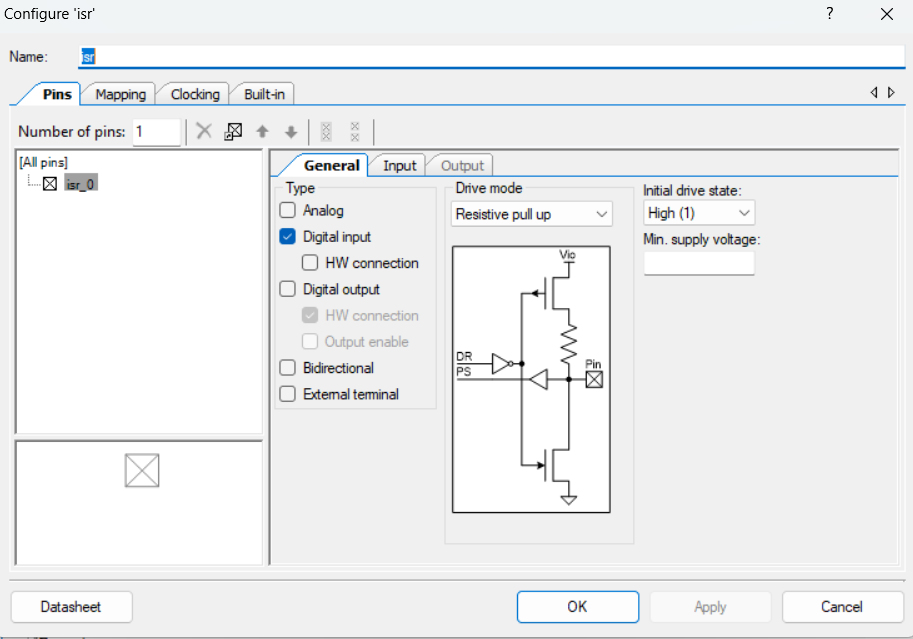 Configure 'isr'
?
Name:
isr
Pins
Mapping
Clocking
Built-in
Number of pins:
1
[All pins]
isr_0
General
Input
Output
Type
Analog
Digital input
HW connection
Digital output
HW connection
Output enable
Bidirectional
External terminal
Drive mode
Resistive pull up
Vio
DR
PS
Pin
Initial drive state:
High (1)
Min. supply voltage:
Datasheet
OK
Apply
Cancel